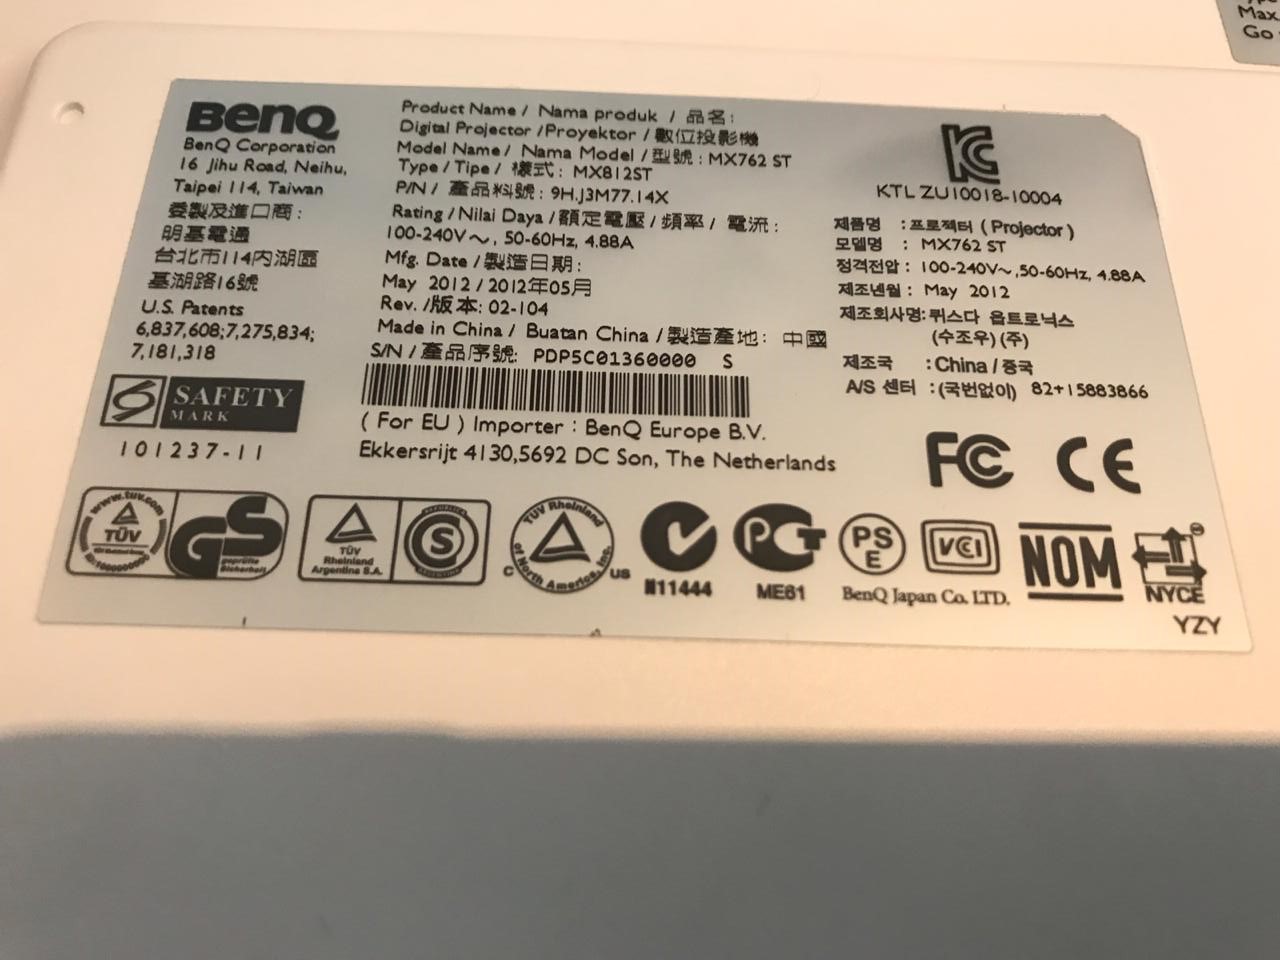 Max
Go
BenQ
BenQ Corporation
16 Jihu Road, Neihu,
Taipei 114, Taiwan
委製及進口商：
明基電通
台北市114內湖區
基湖路16號
U.S. Patents
6,837,608;7,275,834;
7,181,318
SAFETY
MARK
101237-11
Product Name / Nama produk / 品名：
Digital Projector /Proyektor / 數位投影機
Model Name / Nama Model / 型號：MX762 ST
Type / Tipe / 樣式：MX812ST
P/N / 產品料號：9H.J3M77.14X
Rating / Nilai Daya / 額定電壓 / 頻率 / 電流：
100-240V～, 50-60Hz, 4.88A
Mfg. Date / 製造日期：
May 2012 / 2012年05月
Rev. /版本: 02-104
Made in China / Buatan China / 製造產地：中國
S/N / 產品序號: PDP5C01360000 S
( For EU ) Importer : BenQ Europe B.V.
Ekkersrijt 4130,5692 DC Son, The Netherlands
KC
KTL ZU10018-10004
제품명 : 프로젝터 ( Projector )
모델명 : MX762 ST
정격전압 : 100-240V～,50-60Hz, 4.88A
제조년월 : May 2012
제조회사명: 퀴스다 옵트로닉스
(수조우) (주)
제조국 : China / 중국
A/S 센터 : (국번없이) 82+15883866
FC CE
www.tuv.com
TÜV
GS
geprüfte
Sicherheit
TÜV
Rheinland
Argentina S.A.
S
TÜV Rheinland
of North America, Inc.
C US
N11444
PCT
ME61
PS
E
BenQ Japan Co. LTD.
VCI
NOM
NYCE
YZY